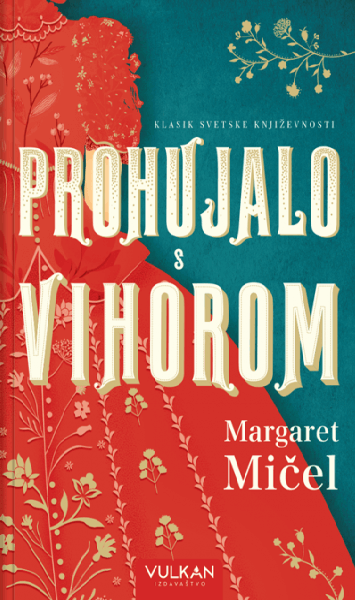 KLASIK SVETSKE KNJIŽEVNOSTI
PROHUJALO
S
VIHOROM
Margaret
Mičel
VULKAN
IZDAVAŠTVO